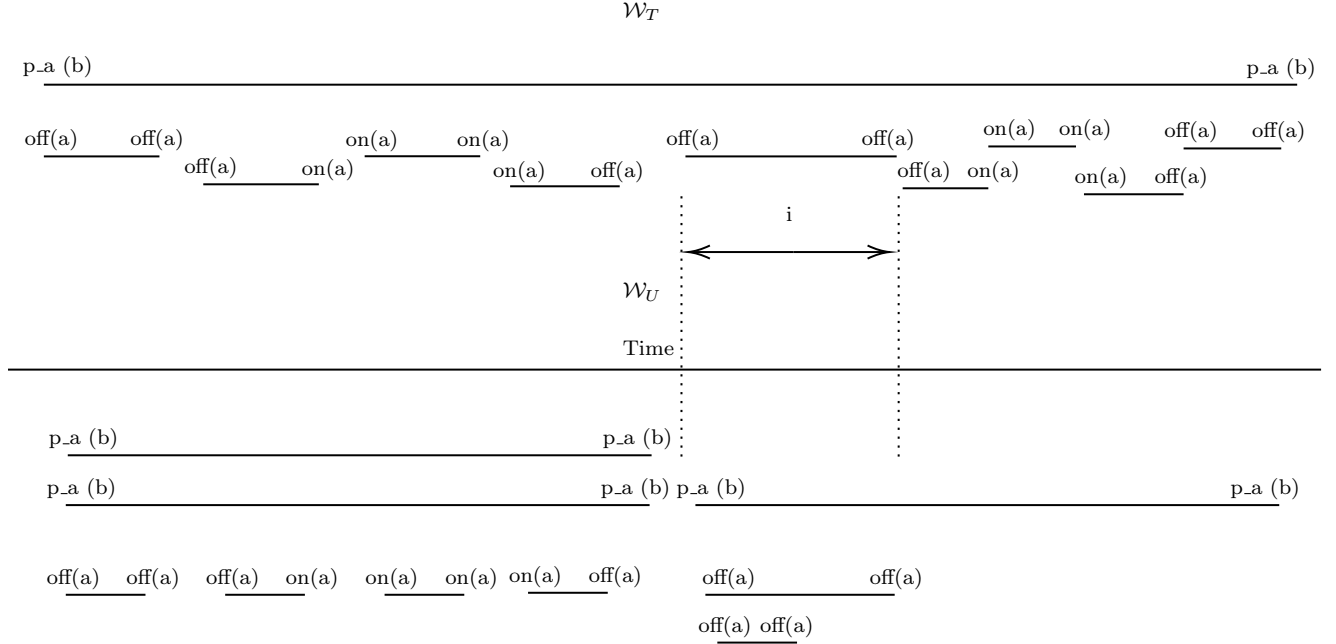 𝒲_T
p_a (b) p_a (b)
off(a) off(a) off(a) on(a) on(a) on(a) on(a) off(a) off(a) off(a) off(a) on(a) on(a) on(a) on(a) off(a) off(a) off(a)
i
𝒲_U
Time
p_a (b) p_a (b)
p_a (b) p_a (b) p_a (b) p_a (b)
off(a) off(a) off(a) on(a) on(a) on(a) on(a) off(a) off(a) off(a)
off(a) off(a)